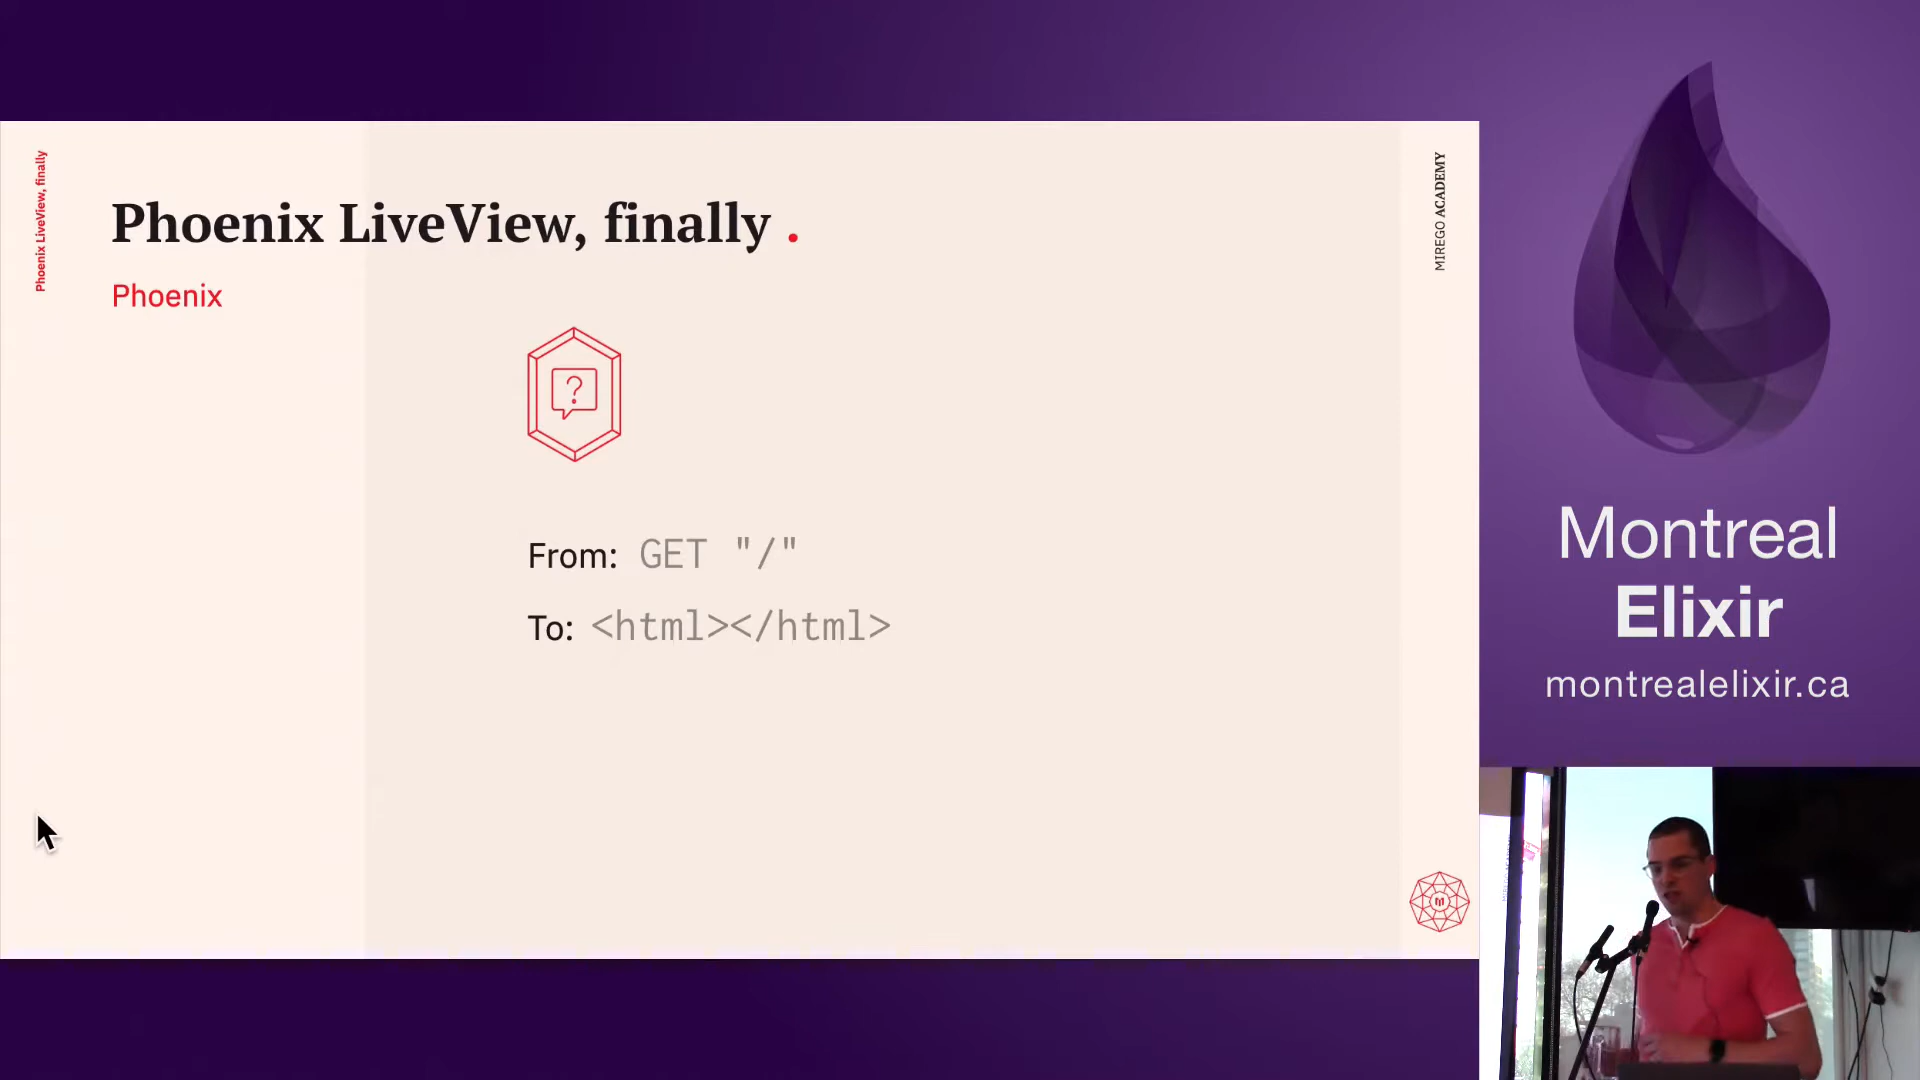 Phoenix LiveView, finally
Phoenix LiveView, finally .
Phoenix
?
From: GET "/"
To: <html></html>
MIREGO ACADEMY
Montreal
Elixir
montrealelixir.ca